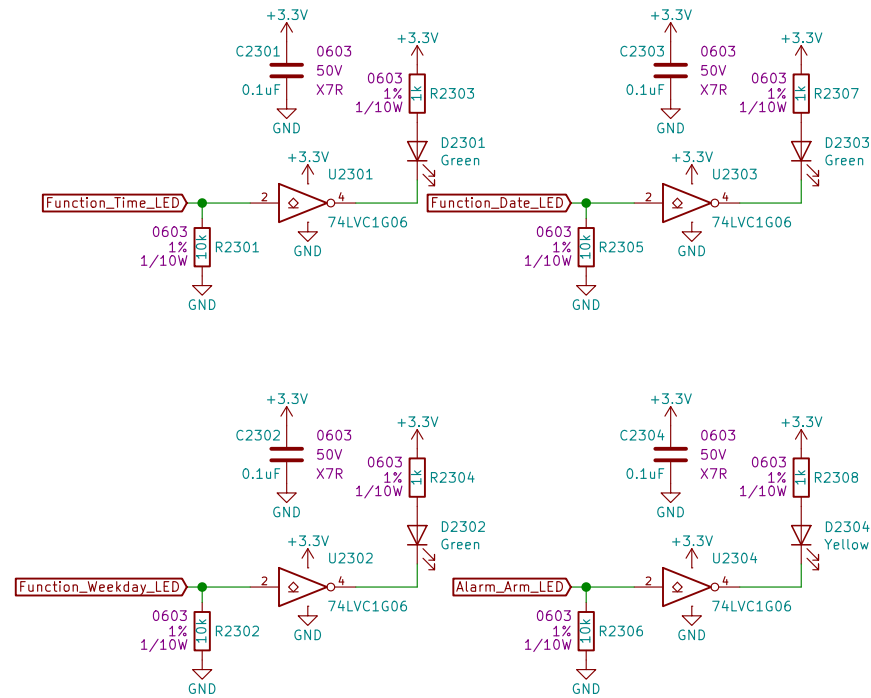 +3.3V
C2301
0603
50V
X7R
0.1uF
GND
+3.3V
0603
1%
1/10W
1k
R2303
D2301
Green
+3.3V
U2301
Function_Time_LED
2
4
74LVC1G06
GND
0603
1%
1/10W
10k
R2301
GND
+3.3V
C2303
0603
50V
X7R
0.1uF
GND
+3.3V
0603
1%
1/10W
1k
R2307
D2303
Green
+3.3V
U2303
Function_Date_LED
2
4
74LVC1G06
GND
0603
1%
1/10W
10k
R2305
GND
+3.3V
C2302
0603
50V
X7R
0.1uF
GND
+3.3V
0603
1%
1/10W
1k
R2304
D2302
Green
+3.3V
U2302
Function_Weekday_LED
2
4
74LVC1G06
GND
0603
1%
1/10W
10k
R2302
GND
+3.3V
C2304
0603
50V
X7R
0.1uF
GND
+3.3V
0603
1%
1/10W
1k
R2308
D2304
Yellow
+3.3V
U2304
Alarm_Arm_LED
2
4
74LVC1G06
GND
0603
1%
1/10W
10k
R2306
GND